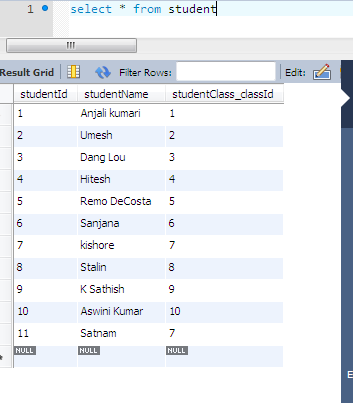 1 select * from student
Result Grid Filter Rows: Edit:
studentId studentName studentClass_classId
1 Anjali kumari 1
2 Umesh 2
3 Dang Lou 3
4 Hitesh 4
5 Remo DeCosta 5
6 Sanjana 6
7 kishore 7
8 Stalin 8
9 K Sathish 9
10 Aswini Kumar 10
11 Satnam 7
* NULL NULL NULL
E